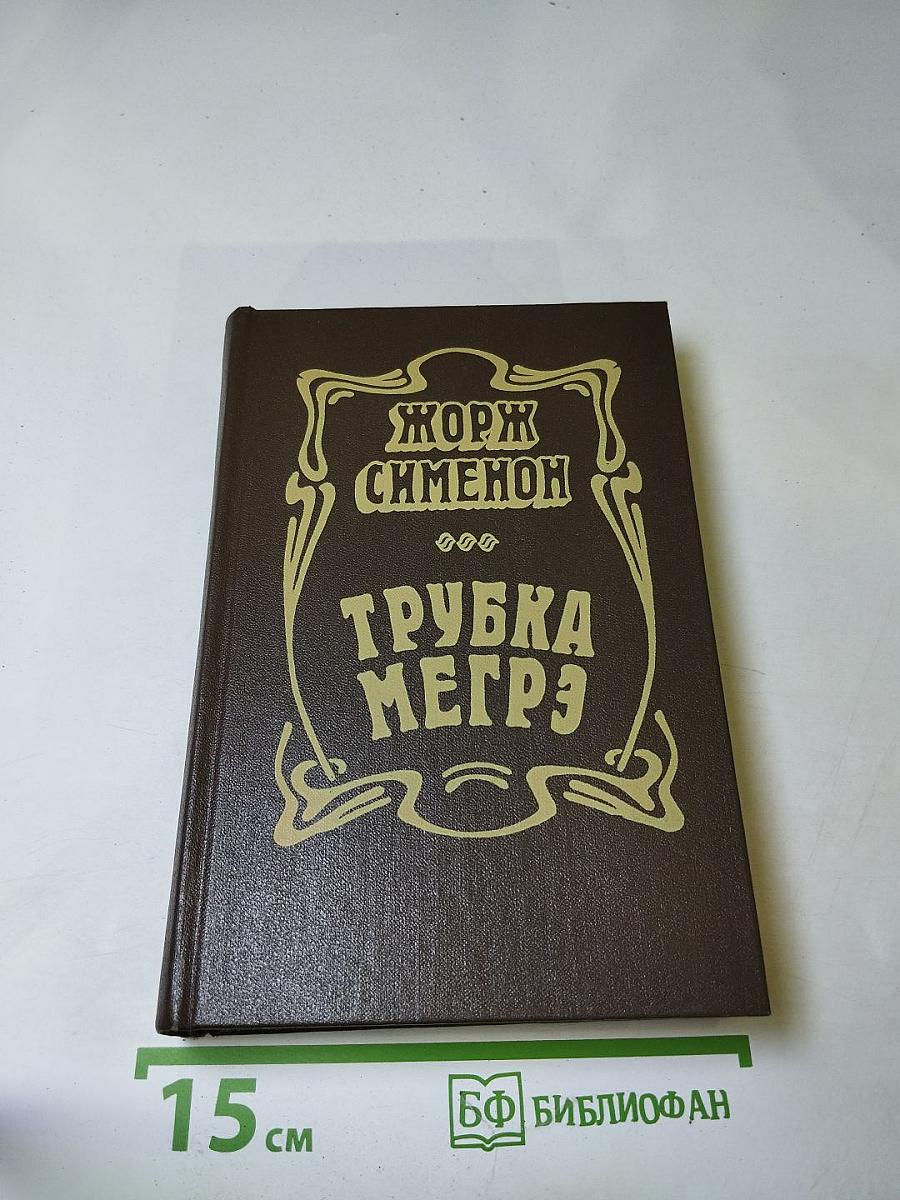 ЖОРЖ
СИМЕНОН
ТРУБКА
МЕГРЭ
15 см
БФ БИБЛИОФАН